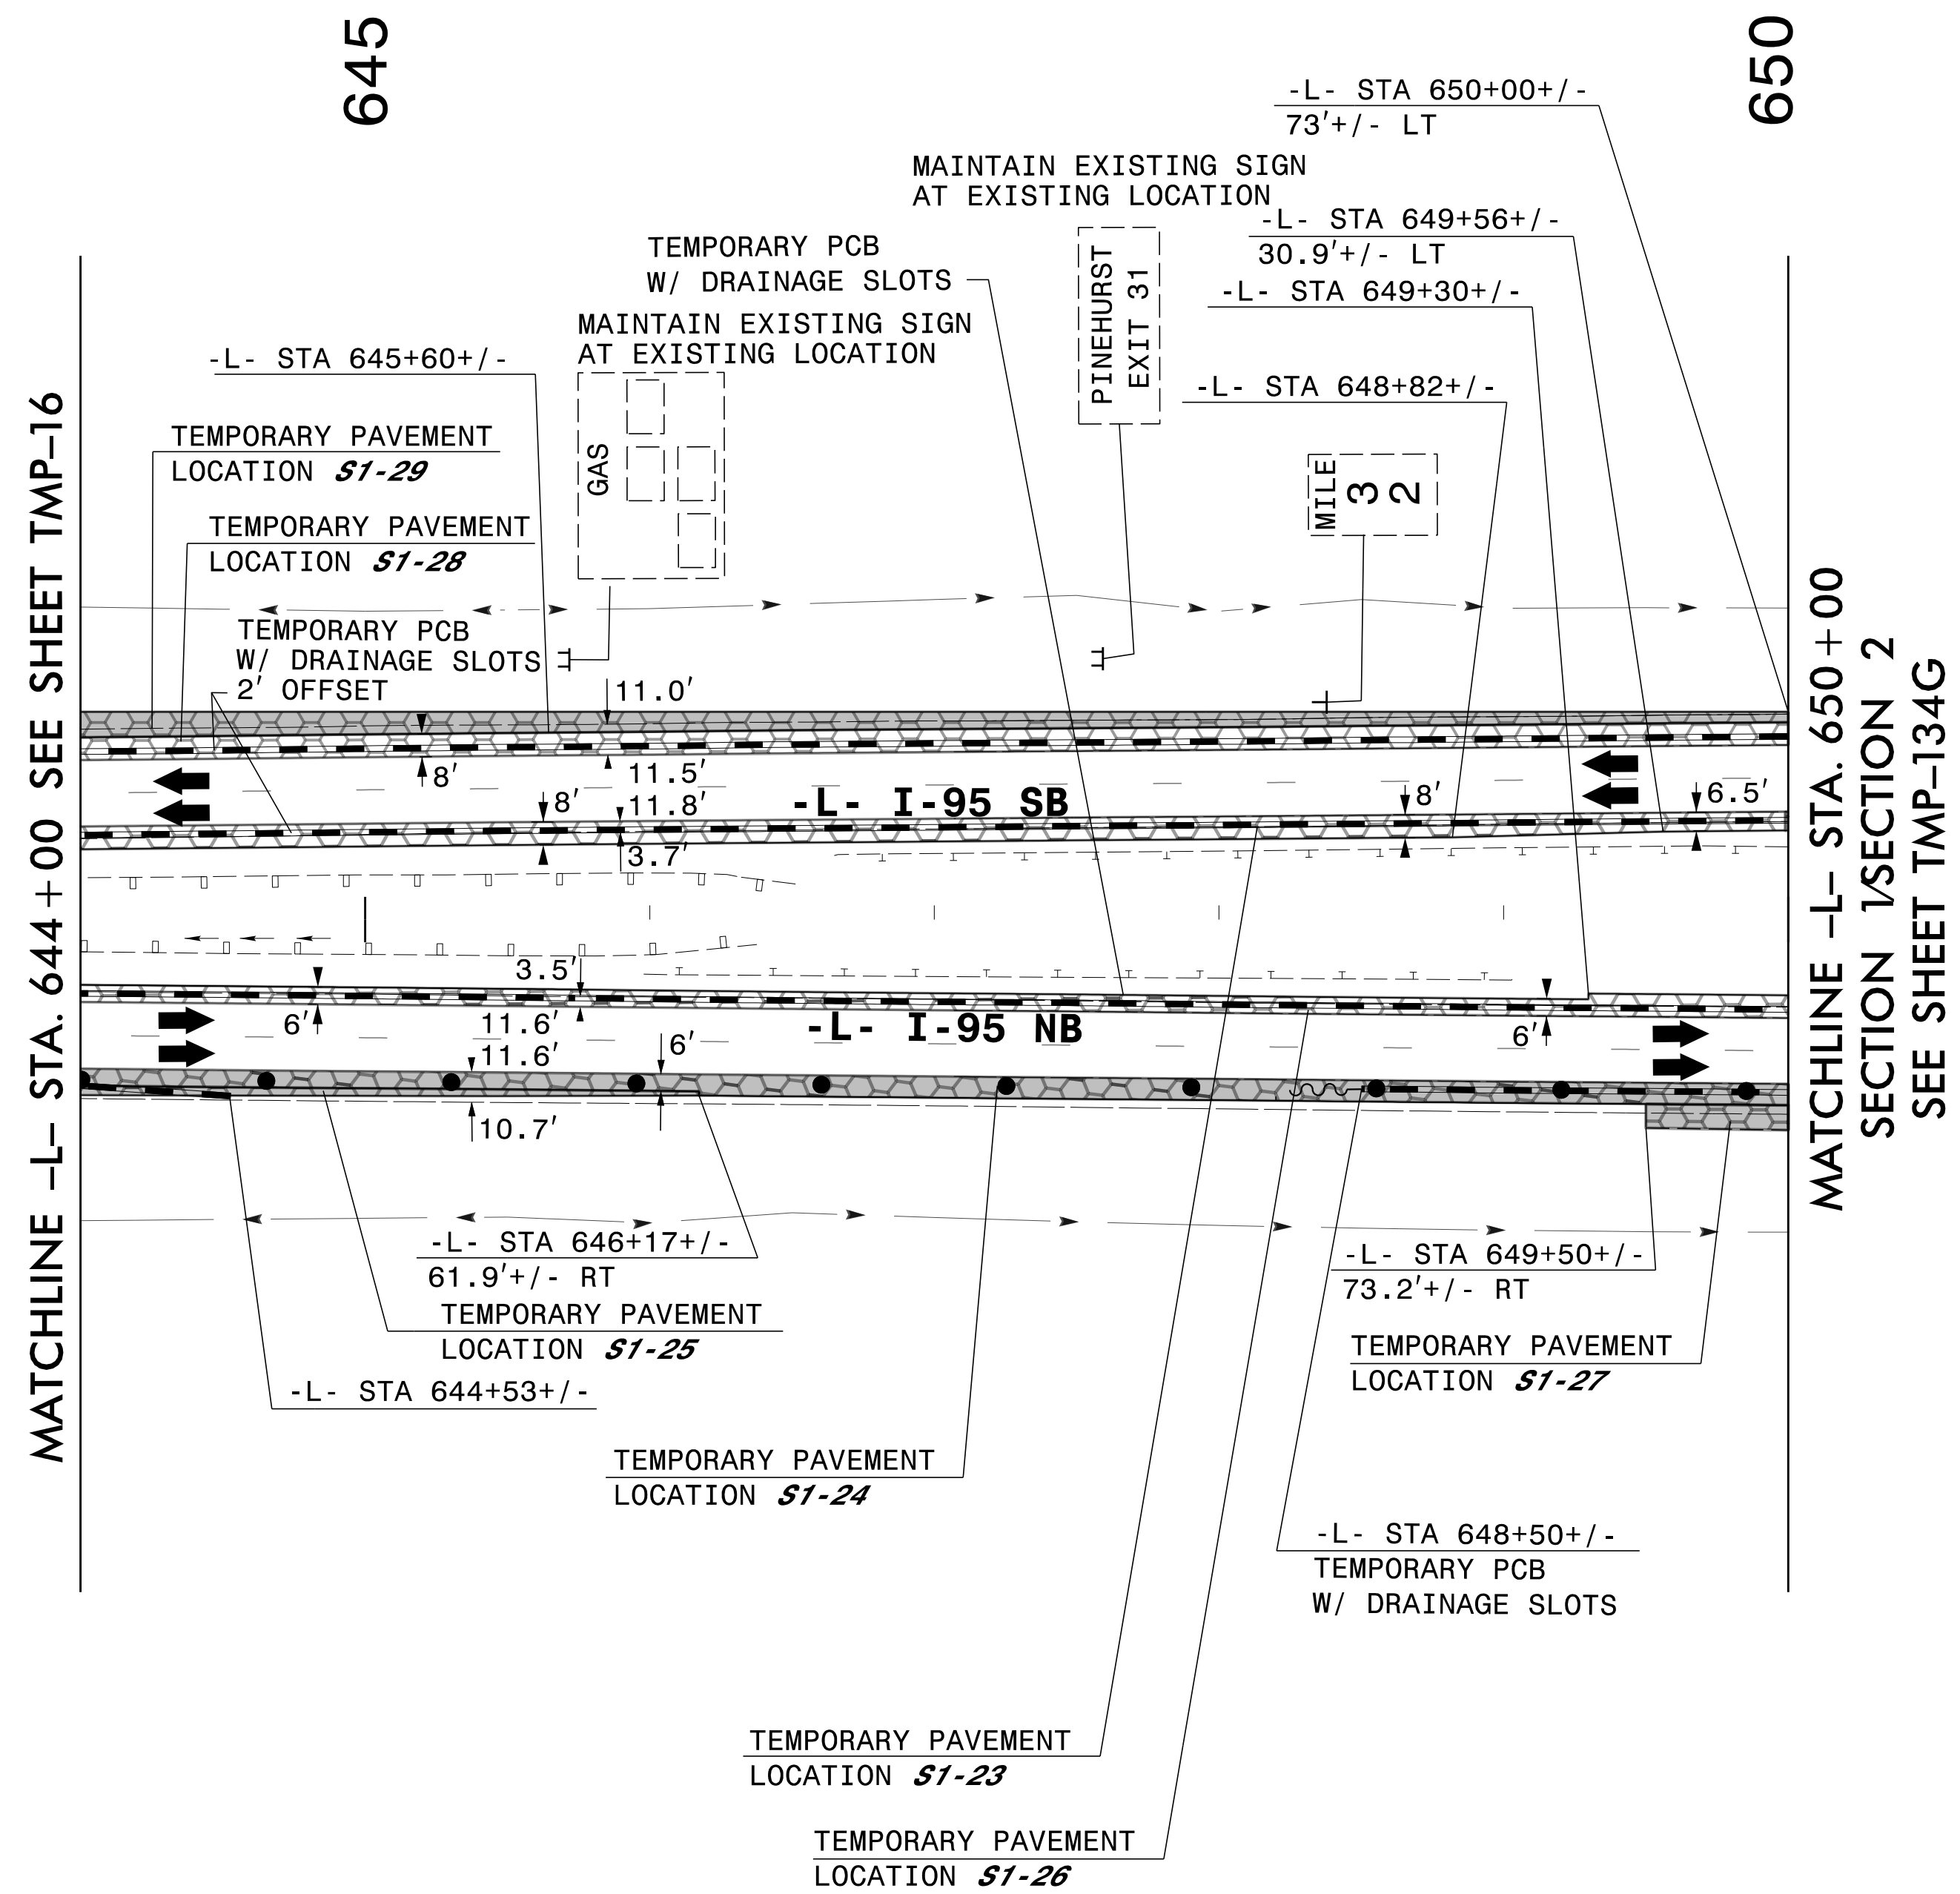 645
650
-L- STA 650+00+/-
73'+/- LT
MAINTAIN EXISTING SIGN
AT EXISTING LOCATION
-L- STA 649+56+/-
30.9'+/- LT
TEMPORARY PCB
W/ DRAINAGE SLOTS
-L- STA 649+30+/-
MAINTAIN EXISTING SIGN
AT EXISTING LOCATION
PINEHURST
EXIT 31
-L- STA 645+60+/-
-L- STA 648+82+/-
TEMPORARY PAVEMENT
LOCATION S1-29
GAS
MILE
3
2
TEMPORARY PAVEMENT
LOCATION S1-28
TEMPORARY PCB
W/ DRAINAGE SLOTS
2' OFFSET
11.0'
8'
11.5'
8'
11.8'
-L- I-95 SB
8'
6.5'
3.7'
3.5'
6'
11.6'
-L- I-95 NB
6'
11.6'
6'
10.7'
-L- STA 646+17+/-
61.9'+/- RT
-L- STA 649+50+/-
73.2'+/- RT
TEMPORARY PAVEMENT
LOCATION S1-25
TEMPORARY PAVEMENT
LOCATION S1-27
-L- STA 644+53+/-
TEMPORARY PAVEMENT
LOCATION S1-24
-L- STA 648+50+/-
TEMPORARY PCB
W/ DRAINAGE SLOTS
TEMPORARY PAVEMENT
LOCATION S1-23
TEMPORARY PAVEMENT
LOCATION S1-26
MATCHLINE -L- STA. 644+00 SEE SHEET TMP-16
MATCHLINE -L- STA. 650+00
SECTION 1/SECTION 2
SEE SHEET TMP-134G